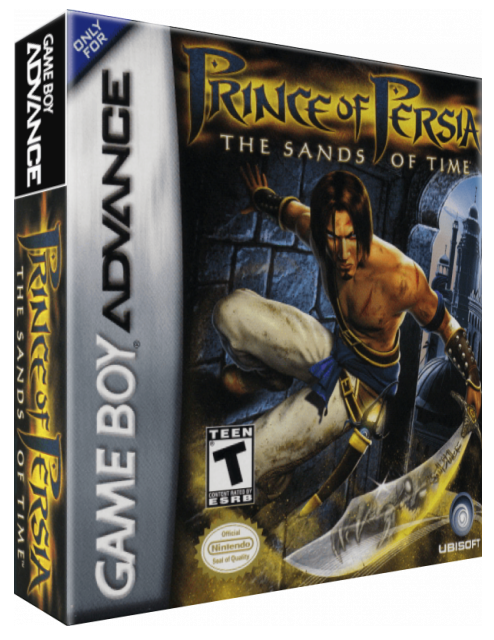 GAME BOY
ADVANCE
PRINCE OF PERSIA
THE SANDS OF TIME™
ONLY
FOR
GAME BOY ADVANCE
PRINCE OF PERSIA
THE SANDS OF TIME
TEEN
T
CONTENT RATED BY
ESRB
Official
Nintendo
Seal of Quality
UBISOFT